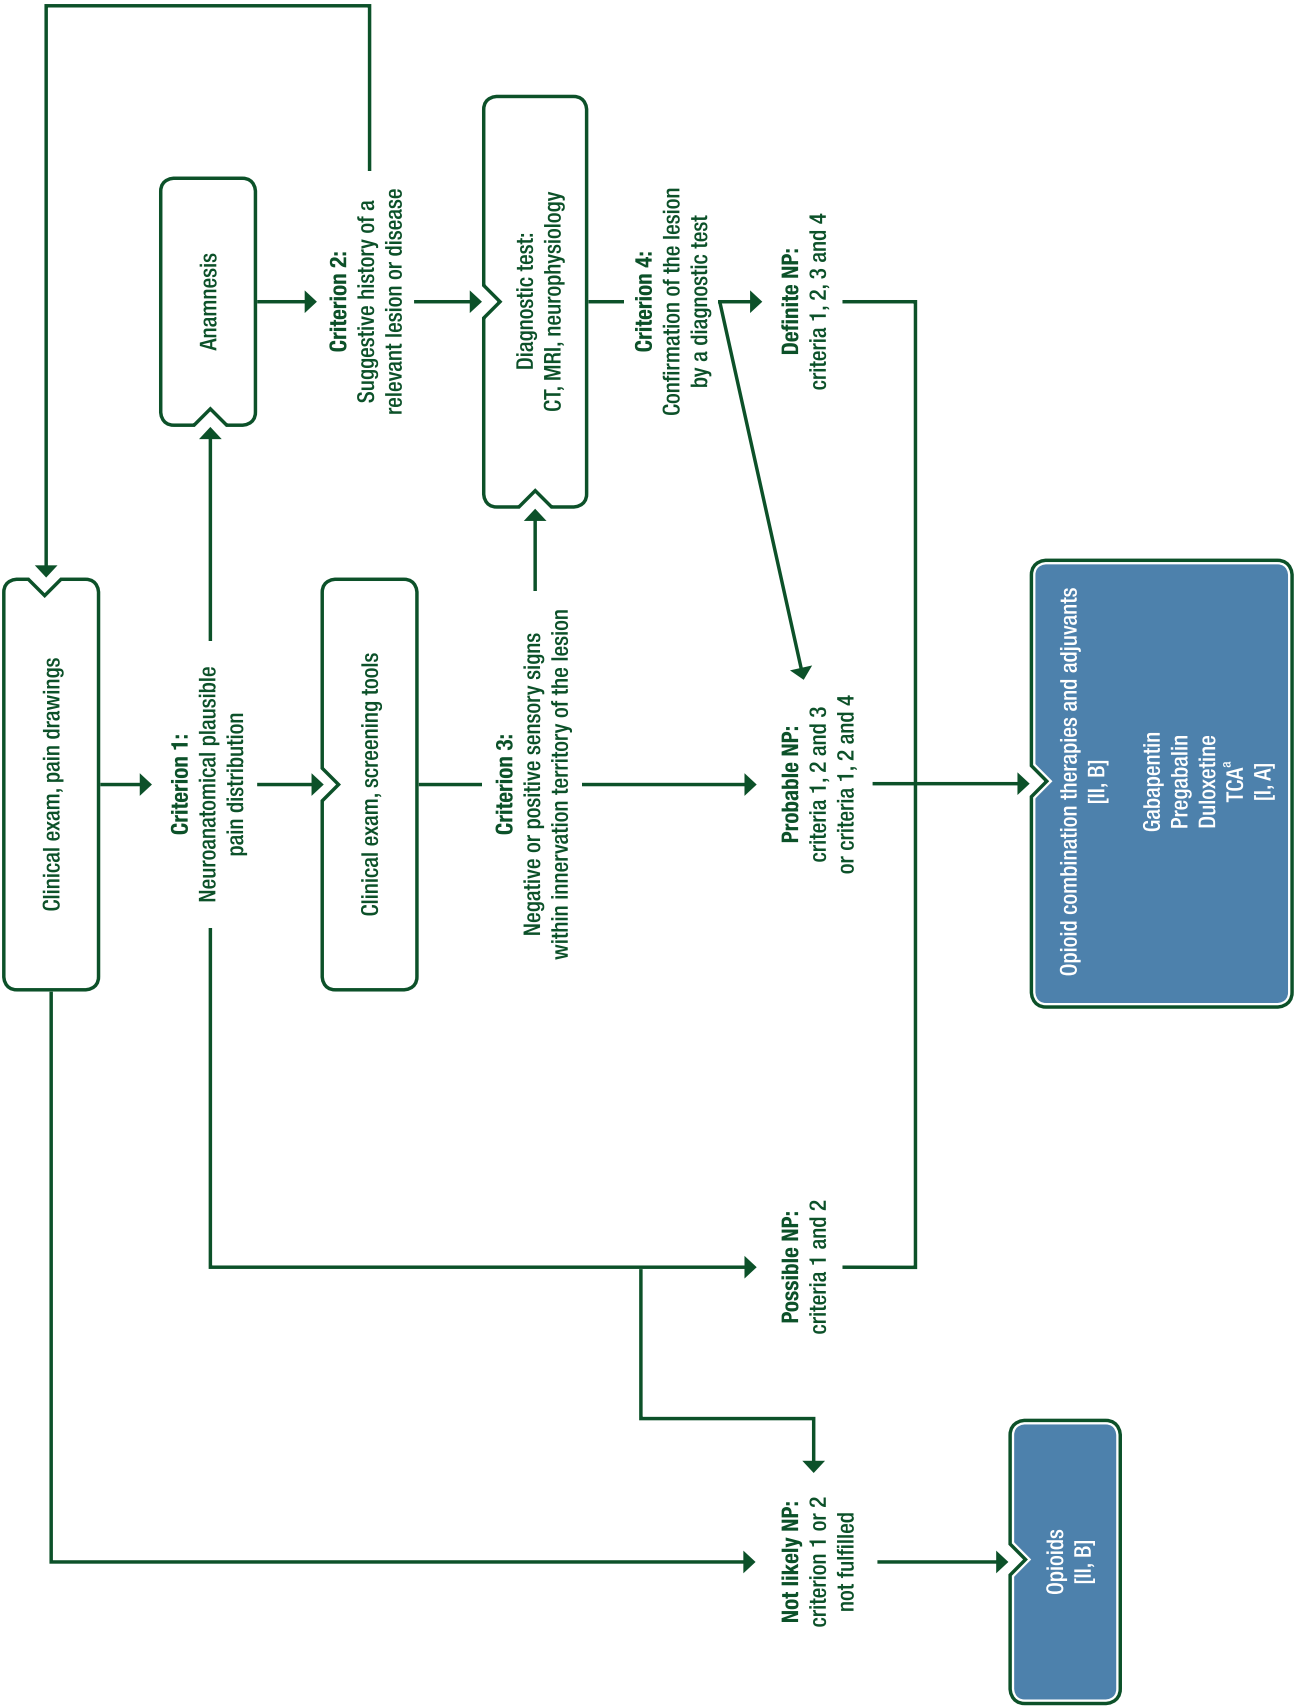 Clinical exam, pain drawings
Criterion 1:
Neuroanatomical plausible
pain distribution
Anamnesis
Criterion 2:
Suggestive history of a
relevant lesion or disease
Clinical exam, screening tools
Criterion 3:
Negative or positive sensory signs
within innervation territory of the lesion
Diagnostic test:
CT, MRI, neurophysiology
Criterion 4:
Confirmation of the lesion
by a diagnostic test
Not likely NP:
criterion 1 or 2
not fulfilled
Possible NP:
criteria 1 and 2
Probable NP:
criteria 1, 2 and 3
or criteria 1, 2 and 4
Definite NP:
criteria 1, 2, 3 and 4
Opioids
[II, B]
Opioid combination therapies and adjuvants
[II, B]
Gabapentin
Pregabalin
Duloxetine
TCAa
[I, A]